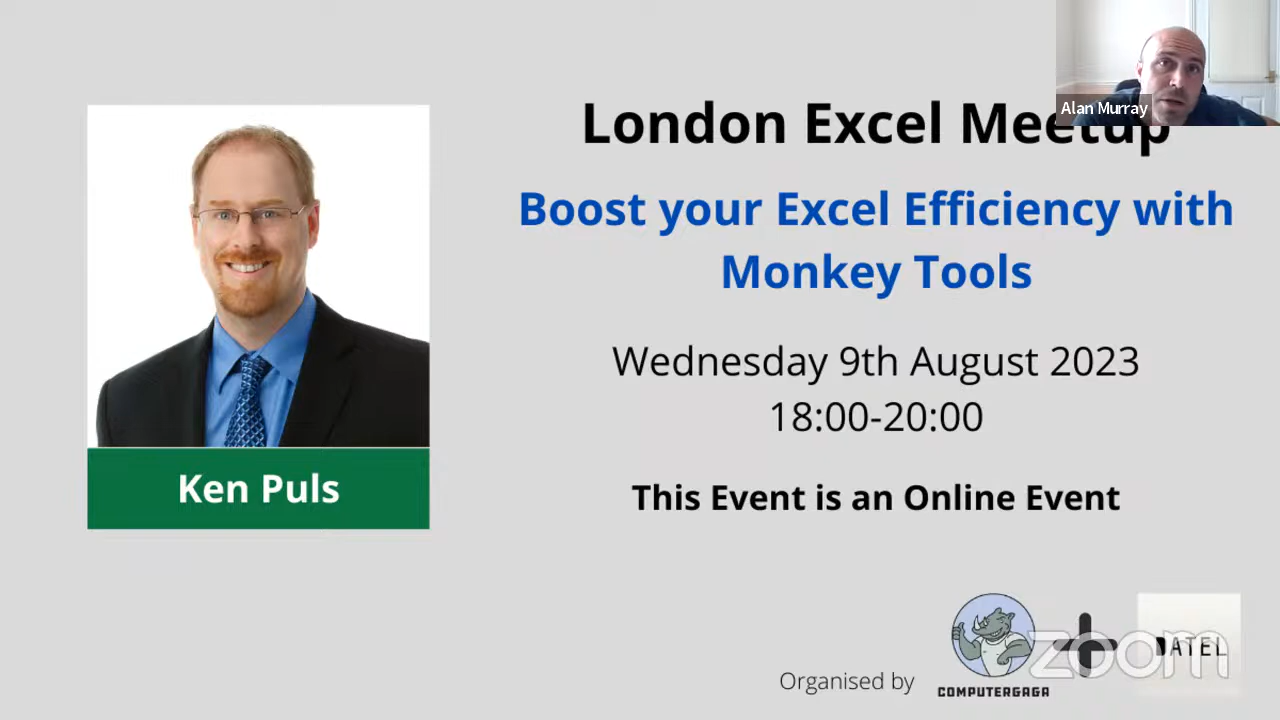 Alan Murray
London Excel Meetup
Boost your Excel Efficiency with
Monkey Tools
Wednesday 9th August 2023
18:00-20:00
This Event is an Online Event
Ken Puls
Organised by
COMPUTERGAGA
+
DATEL
zoom